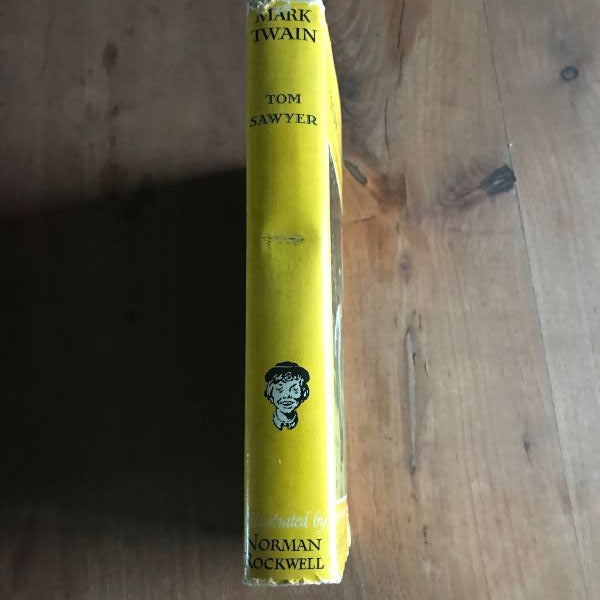 MARK
TWAIN
TOM
SAWYER
Illustrated by
NORMAN
ROCKWELL